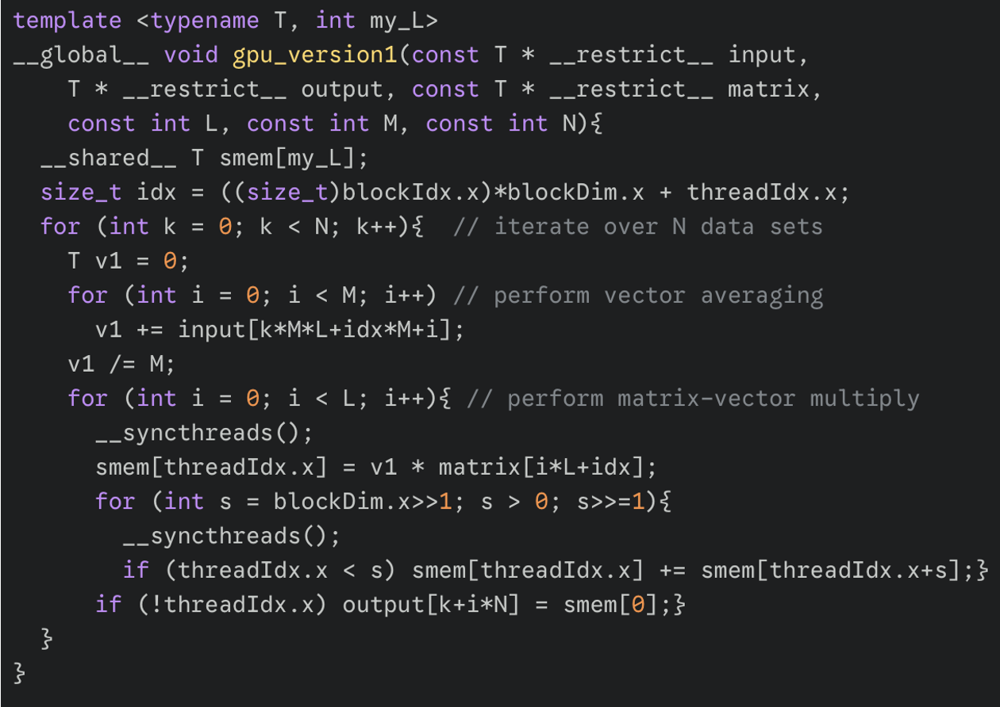 template <typename T, int my_L>
__global__ void gpu_version1(const T * __restrict__ input,
    T * __restrict__ output, const T * __restrict__ matrix,
    const int L, const int M, const int N){
  __shared__ T smem[my_L];
  size_t idx = ((size_t)blockIdx.x)*blockDim.x + threadIdx.x;
  for (int k = 0; k < N; k++){  // iterate over N data sets
    T v1 = 0;
    for (int i = 0; i < M; i++) // perform vector averaging
      v1 += input[k*M*L+idx*M+i];
    v1 /= M;
    for (int i = 0; i < L; i++){ // perform matrix-vector multiply
      __syncthreads();
      smem[threadIdx.x] = v1 * matrix[i*L+idx];
      for (int s = blockDim.x>>1; s > 0; s>>=1){
        __syncthreads();
        if (threadIdx.x < s) smem[threadIdx.x] += smem[threadIdx.x+s];}
      if (!threadIdx.x) output[k+i*N] = smem[0];}
  }
}